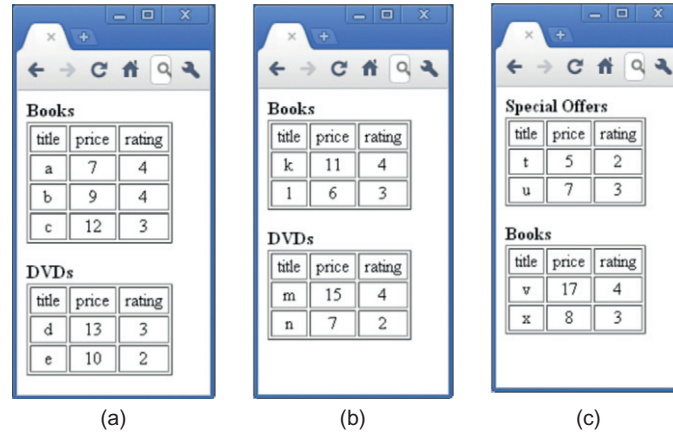 Books
title price rating
a 7 4
b 9 4
c 12 3
DVDs
title price rating
d 13 3
e 10 2
(a)
Books
title price rating
k 11 4
l 6 3
DVDs
title price rating
m 15 4
n 7 2
(b)
Special Offers
title price rating
t 5 2
u 7 3
Books
title price rating
v 17 4
x 8 3
(c)